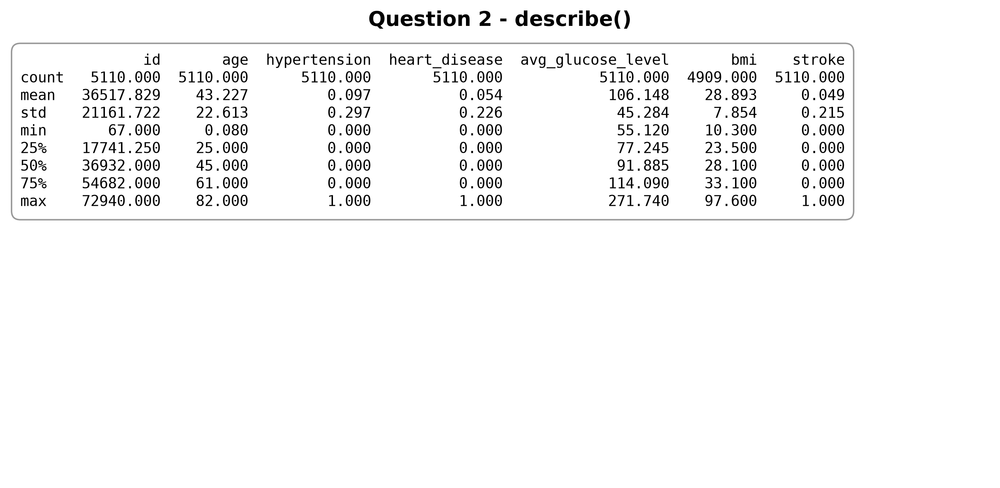 Question 2 - describe()
id age hypertension heart_disease avg_glucose_level bmi stroke
count 5110.000 5110.000 5110.000 5110.000 5110.000 4909.000 5110.000
mean 36517.829 43.227 0.097 0.054 106.148 28.893 0.049
std 21161.722 22.613 0.297 0.226 45.284 7.854 0.215
min 67.000 0.080 0.000 0.000 55.120 10.300 0.000
25% 17741.250 25.000 0.000 0.000 77.245 23.500 0.000
50% 36932.000 45.000 0.000 0.000 91.885 28.100 0.000
75% 54682.000 61.000 0.000 0.000 114.090 33.100 0.000
max 72940.000 82.000 1.000 1.000 271.740 97.600 1.000